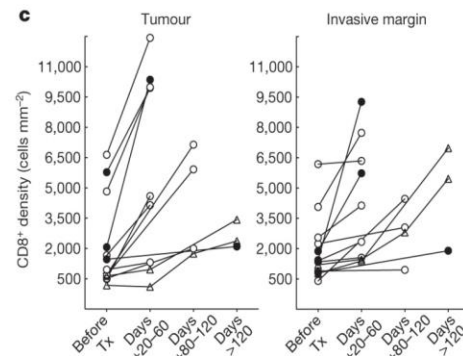 c
Tumour
Invasive margin
CD8+ density (cells mm−2)
11,000
9,500
8,000
6,500
5,000
3,500
2,000
500
Before Tx
Days +20–60
Days +80–120
Days >120
11,000
9,500
8,000
6,500
5,000
3,500
2,000
500
Before Tx
Days +20–60
Days +80–120
Days >120